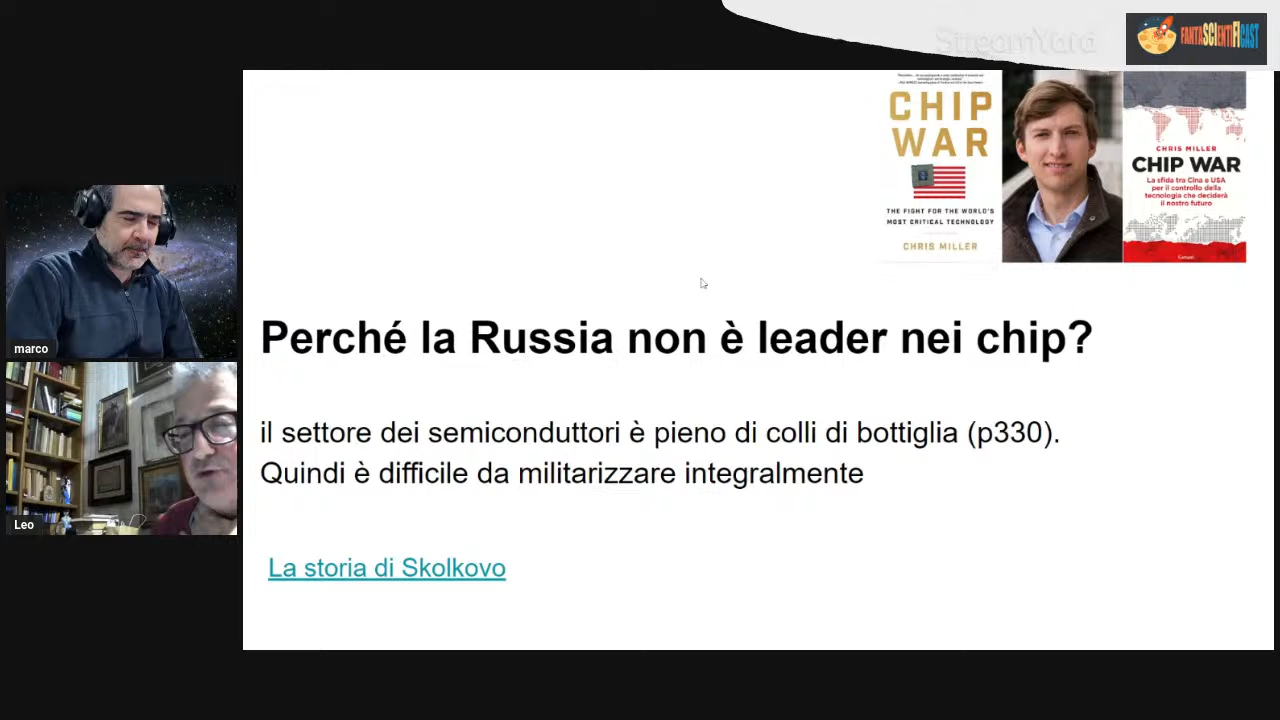 StreamYard
FANTASCIENTIFICAST
CHIP
WAR
THE FIGHT FOR THE WORLD'S
MOST CRITICAL TECHNOLOGY
CHRIS MILLER
CHRIS MILLER
CHIP WAR
La sfida tra Cina e USA
per il controllo della
tecnologia che deciderà
il nostro futuro
Garzanti
marco
Leo
Perché la Russia non è leader nei chip?
il settore dei semiconduttori è pieno di colli di bottiglia (p330).
Quindi è difficile da militarizzare integralmente
La storia di Skolkovo